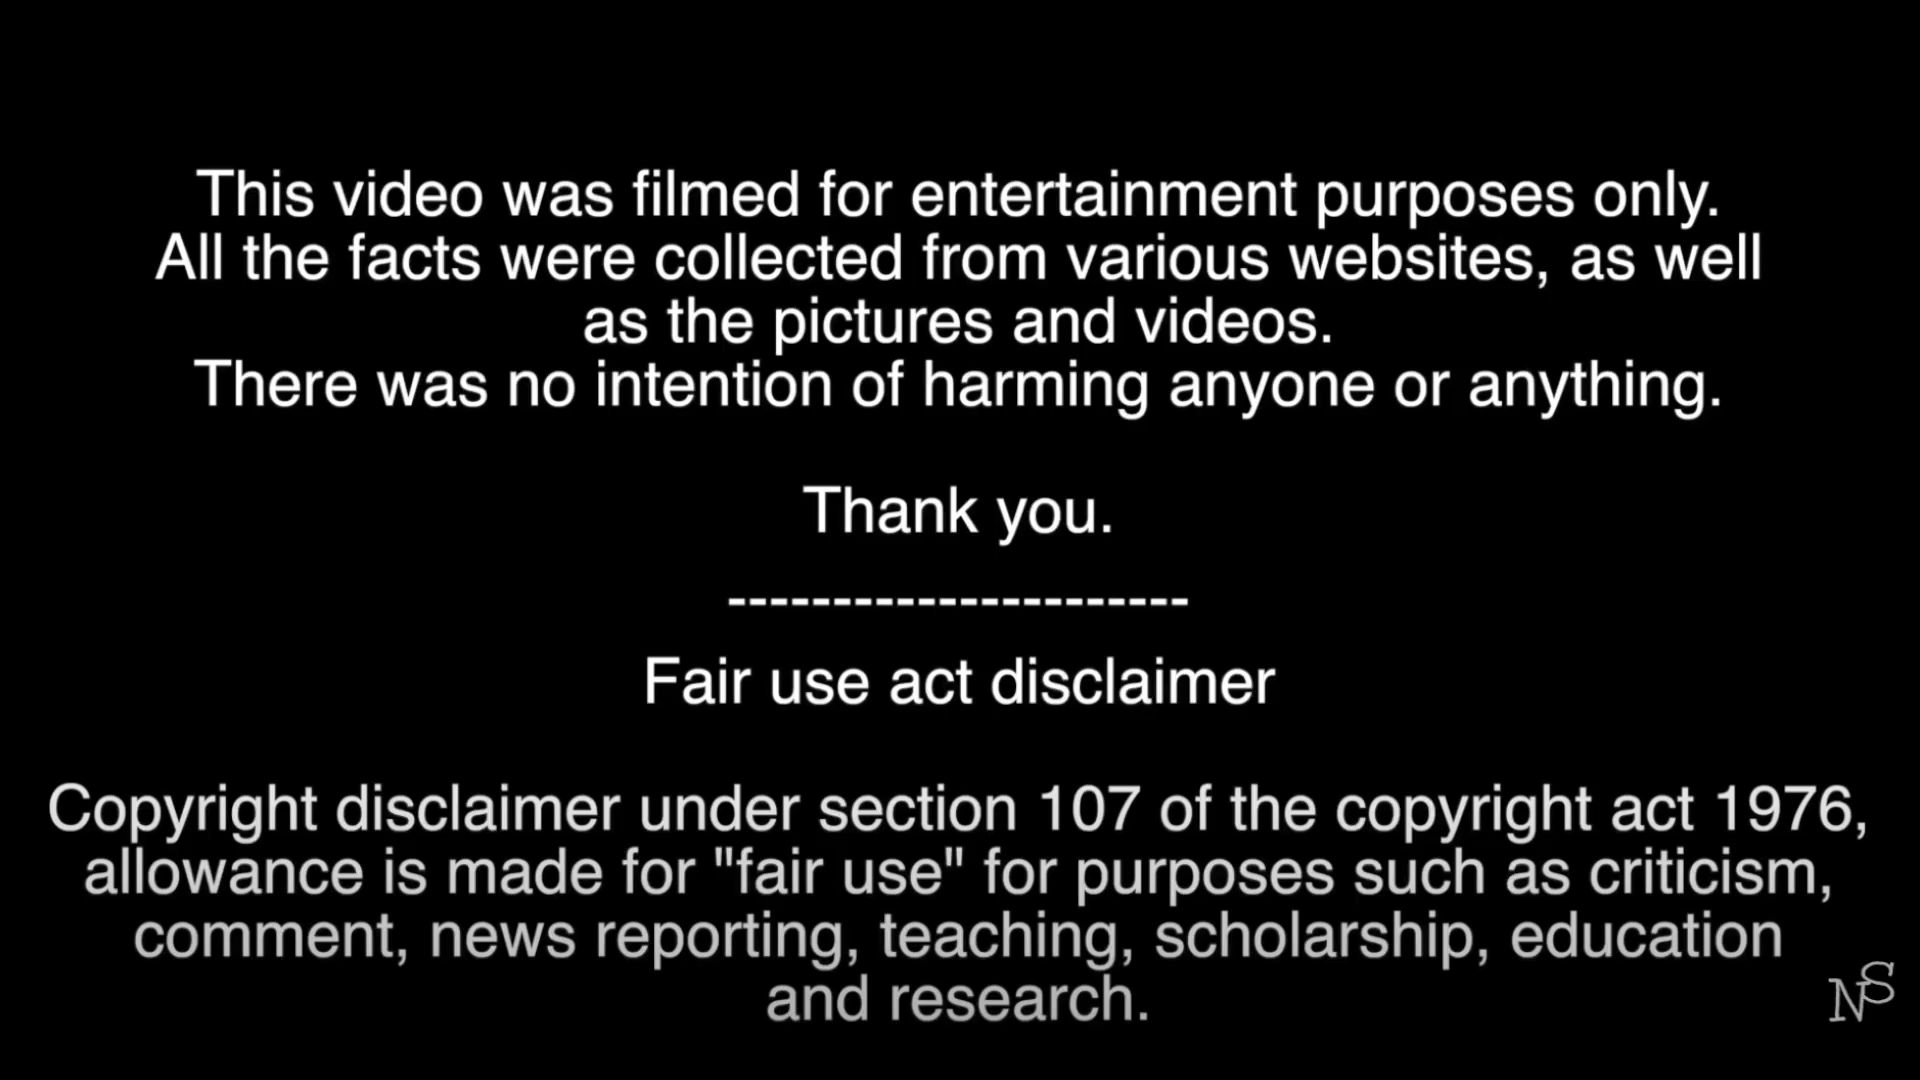 This video was filmed for entertainment purposes only.
All the facts were collected from various websites, as well
as the pictures and videos.
There was no intention of harming anyone or anything.
Thank you.
----------------------
Fair use act disclaimer
Copyright disclaimer under section 107 of the copyright act 1976,
allowance is made for "fair use" for purposes such as criticism,
comment, news reporting, teaching, scholarship, education
and research.
NS